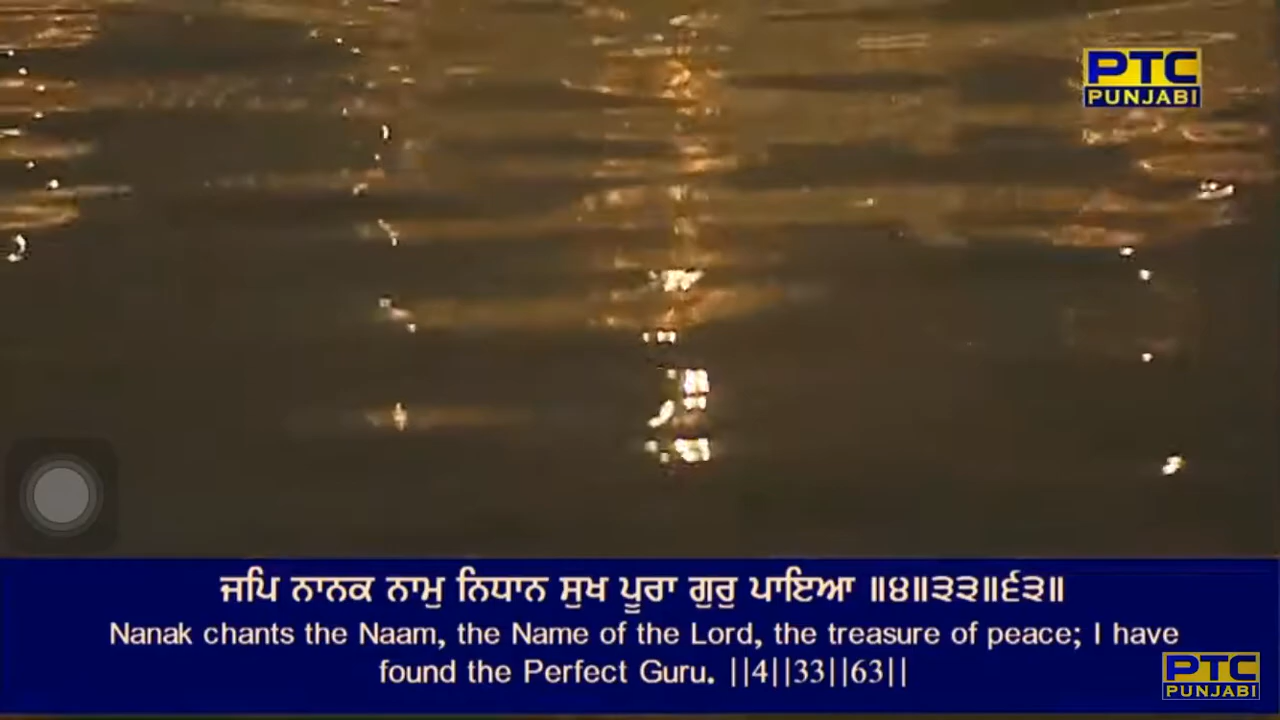 PTC
PUNJABI
ਜਪਿ ਨਾਨਕ ਨਾਮੁ ਨਿਧਾਨ ਸੁਖ ਪੂਰਾ ਗੁਰੁ ਪਾਇਆ ॥੪॥੩੩॥੬੩॥
Nanak chants the Naam, the Name of the Lord, the treasure of peace; I have
found the Perfect Guru. ||4||33||63||
PTC
PUNJABI